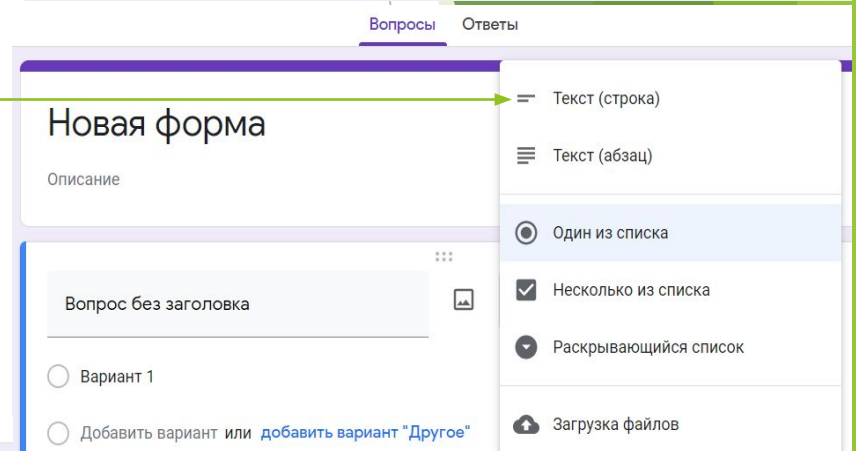 Вопросы Ответы
Новая форма
Описание
Вопрос без заголовка
Вариант 1
Добавить вариант или добавить вариант "Другое"
Текст (строка)
Текст (абзац)
Один из списка
Несколько из списка
Раскрывающийся список
Загрузка файлов